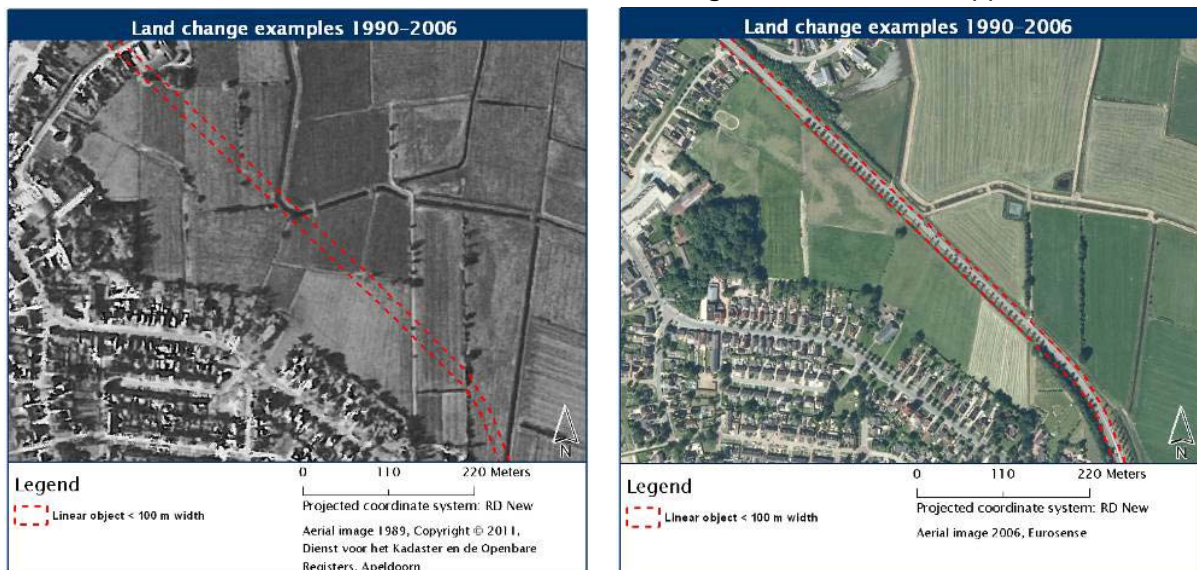 Land change examples 1990-2006
Legend
Linear object < 100 m width
0 110 220 Meters
Projected coordinate system: RD New
Aerial image 1989, Copyright © 2011,
Dienst voor het Kadaster en de Openbare
Registers, Apeldoorn
N
Land change examples 1990-2006
Legend
Linear object < 100 m width
0 110 220 Meters
Projected coordinate system: RD New
Aerial image 2006, Eurosense
N